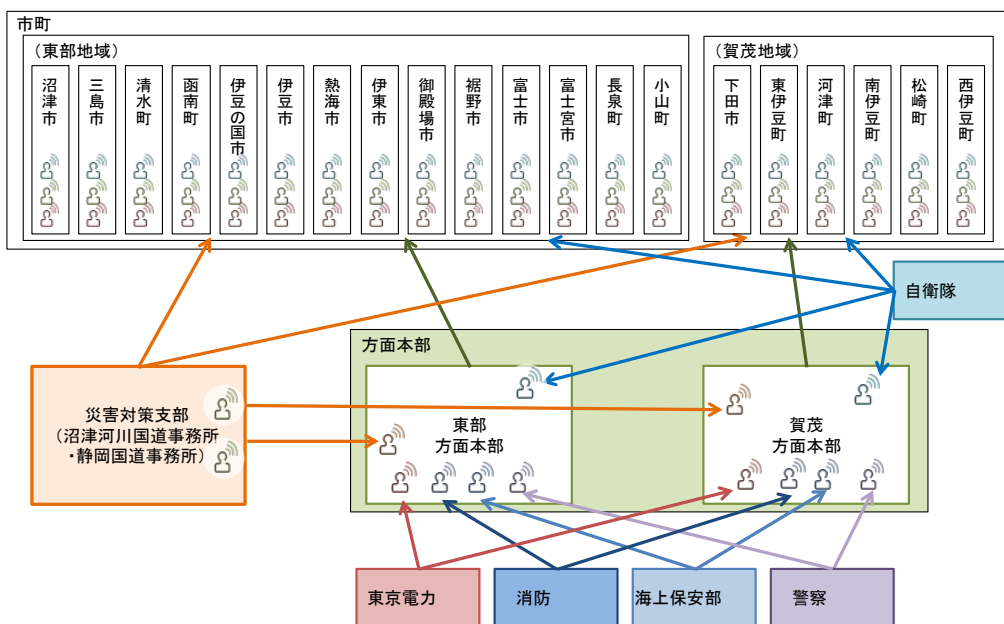 市町
（東部地域）
（賀茂地域）
沼津市
三島市
清水町
函南町
伊豆の国市
伊豆市
熱海市
伊東市
御殿場市
裾野市
富士市
富士宮市
長泉町
小山町
下田市
東伊豆町
河津町
南伊豆町
松崎町
西伊豆町
自衛隊
方面本部
災害対策支部
（沼津河川国道事務所
・静岡国道事務所）
東部
方面本部
賀茂
方面本部
東京電力
消防
海上保安部
警察